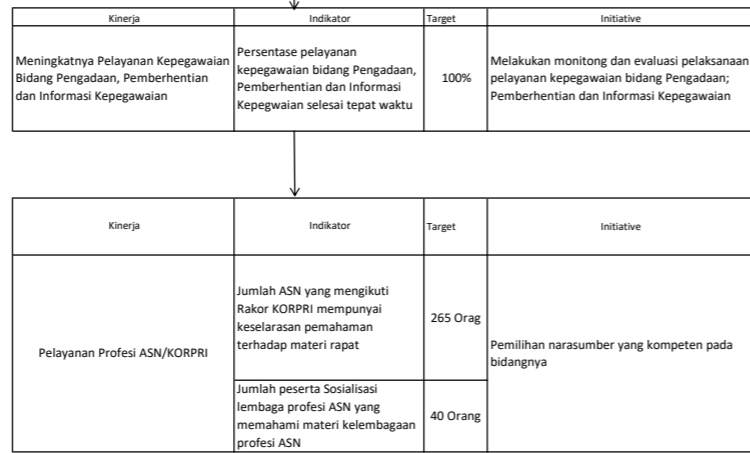 Kinerja
Indikator
Target
Initiative
Meningkatnya Pelayanan Kepegawaian
Bidang Pengadaan, Pemberhentian
dan Informasi Kepegawaian
Persentase pelayanan
kepegawaian bidang Pengadaan,
Pemberhentian dan Informasi
Kepegwaian selesai tepat waktu
100%
Melakukan monitong dan evaluasi pelaksanaan
pelayanan kepegawaian bidang Pengadaan;
Pemberhentian dan Informasi Kepegawaian
Kinerja
Indikator
Target
Initiative
Pelayanan Profesi ASN/KORPRI
Jumlah ASN yang mengikuti
Rakor KORPRI mempunyai
keselarasan pemahaman
terhadap materi rapat
265 Orag
Pemilihan narasumber yang kompeten pada
bidangnya
Jumlah peserta Sosialisasi
lembaga profesi ASN yang
memahami materi kelembagaan
profesi ASN
40 Orang